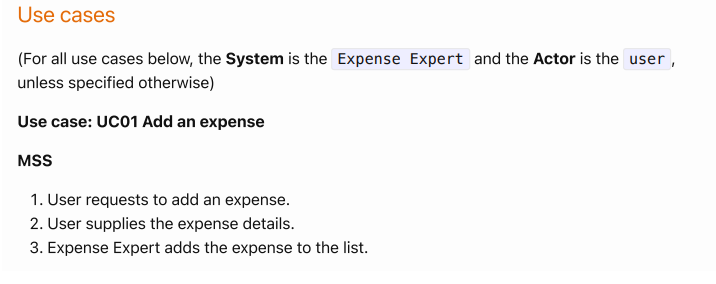 Use cases
(For all use cases below, the System is the Expense Expert and the Actor is the user,
unless specified otherwise)
Use case: UC01 Add an expense
MSS
1. User requests to add an expense.
2. User supplies the expense details.
3. Expense Expert adds the expense to the list.